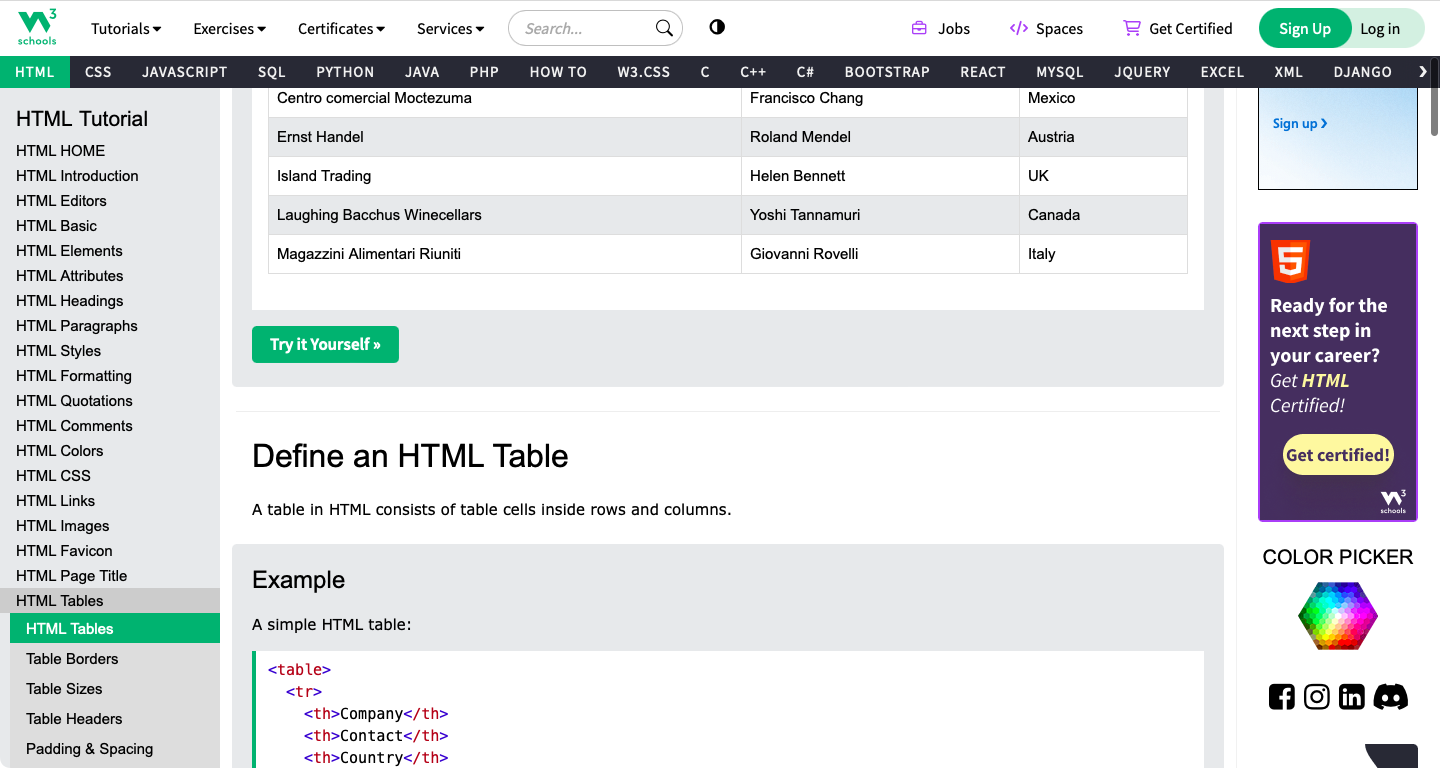 W3 schools
Tutorials Exercises Certificates Services Search... Jobs Spaces Get Certified Sign Up Log in
HTML CSS JAVASCRIPT SQL PYTHON JAVA PHP HOW TO W3.CSS C C++ C# BOOTSTRAP REACT MYSQL JQUERY EXCEL XML DJANGO ❯
HTML Tutorial
HTML HOME
HTML Introduction
HTML Editors
HTML Basic
HTML Elements
HTML Attributes
HTML Headings
HTML Paragraphs
HTML Styles
HTML Formatting
HTML Quotations
HTML Comments
HTML Colors
HTML CSS
HTML Links
HTML Images
HTML Favicon
HTML Page Title
HTML Tables
HTML Tables
Table Borders
Table Sizes
Table Headers
Padding & Spacing
Centro comercial Moctezuma Francisco Chang Mexico
Ernst Handel Roland Mendel Austria
Island Trading Helen Bennett UK
Laughing Bacchus Winecellars Yoshi Tannamuri Canada
Magazzini Alimentari Riuniti Giovanni Rovelli Italy
Try it Yourself »
Define an HTML Table
A table in HTML consists of table cells inside rows and columns.
Example
A simple HTML table:
<table>
<tr>
<th>Company</th>
<th>Contact</th>
<th>Country</th>
Sign up ❯
5
Ready for the
next step in
your career?
Get HTML
Certified!
Get certified!
W3 schools
COLOR PICKER